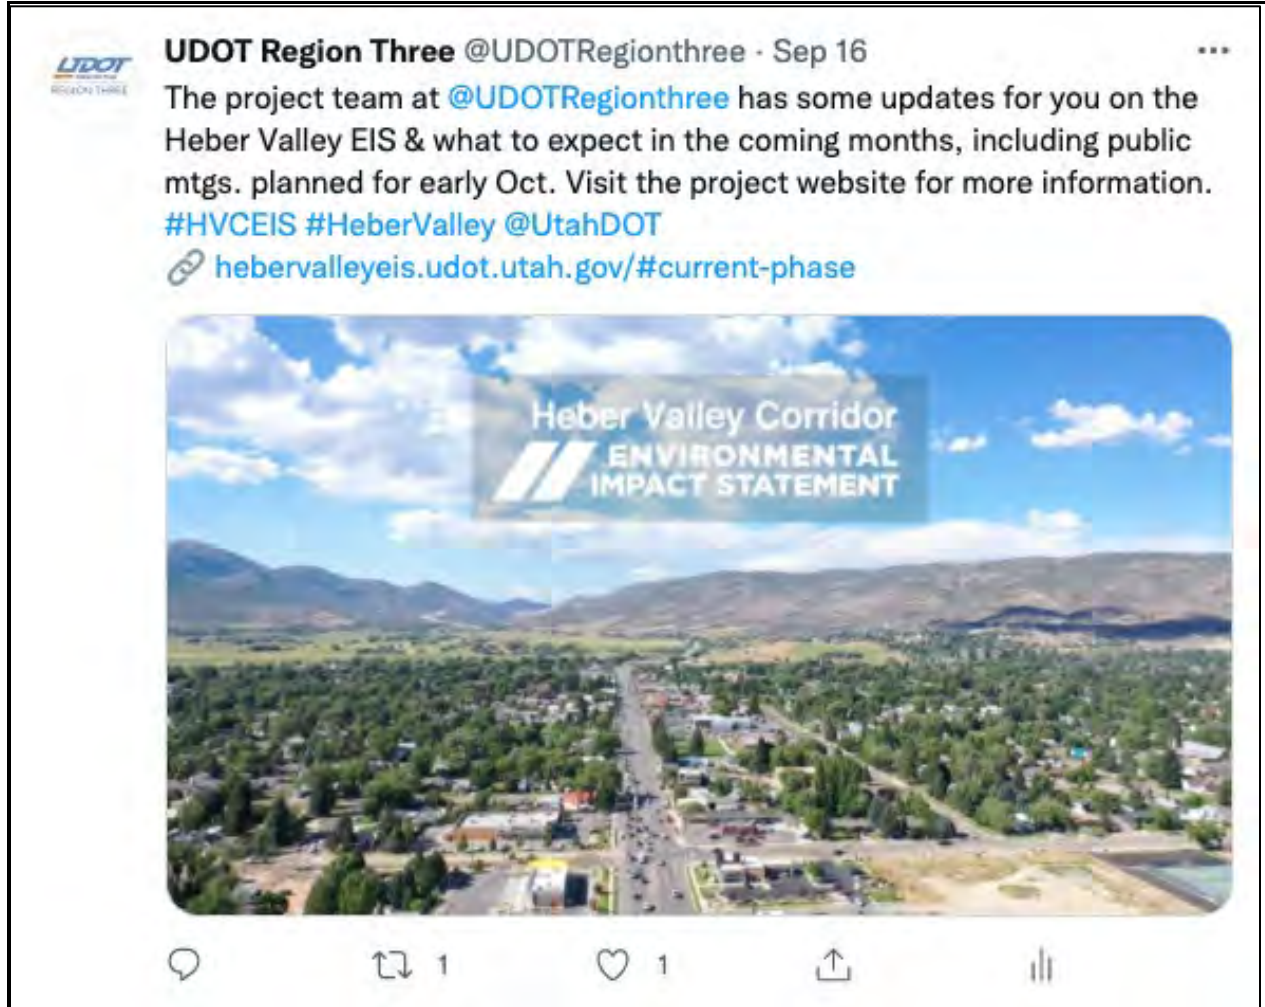 UDOT
REGION THREE
UDOT Region Three @UDOTRegionthree · Sep 16
The project team at @UDOTRegionthree has some updates for you on the
Heber Valley EIS & what to expect in the coming months, including public
mtgs. planned for early Oct. Visit the project website for more information.
#HVCEIS #HeberValley @UtahDOT
hebervalleyeis.udot.utah.gov/#current-phase
Heber Valley Corridor
ENVIRONMENTAL
IMPACT STATEMENT
1 1